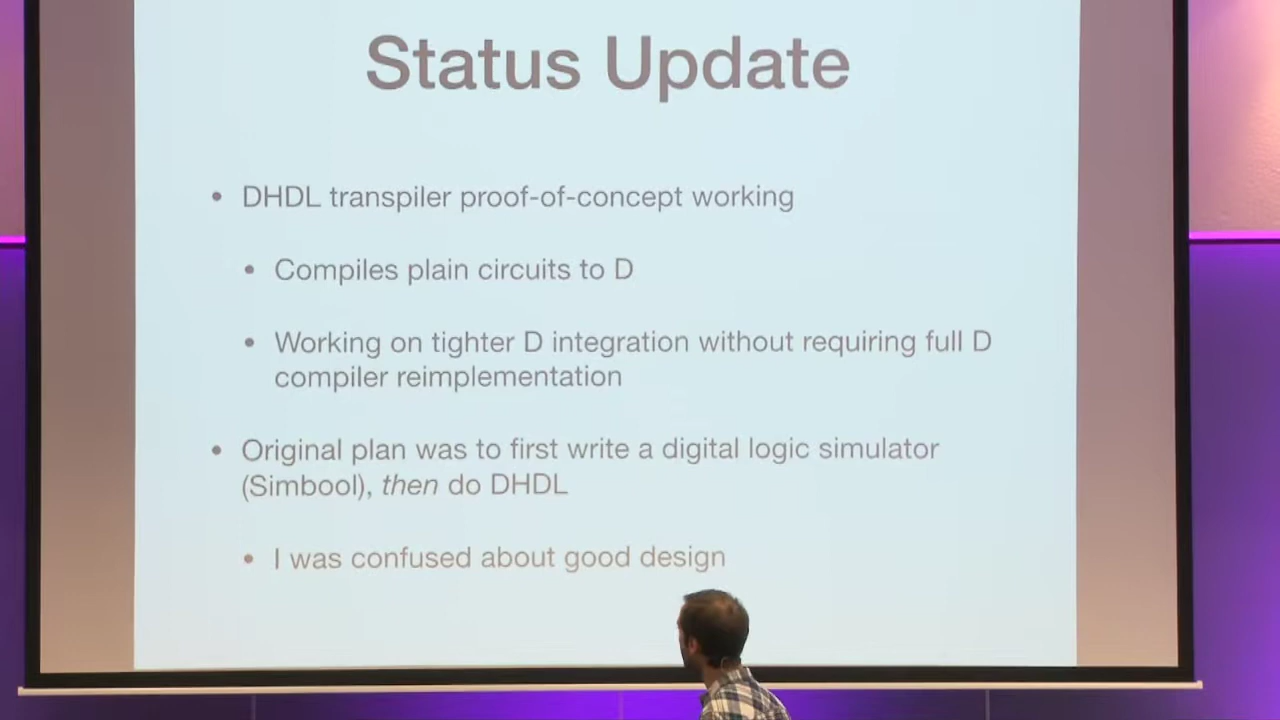 Status Update
• DHDL transpiler proof-of-concept working
• Compiles plain circuits to D
• Working on tighter D integration without requiring full D
compiler reimplementation
• Original plan was to first write a digital logic simulator
(Simbool), then do DHDL
• I was confused about good design